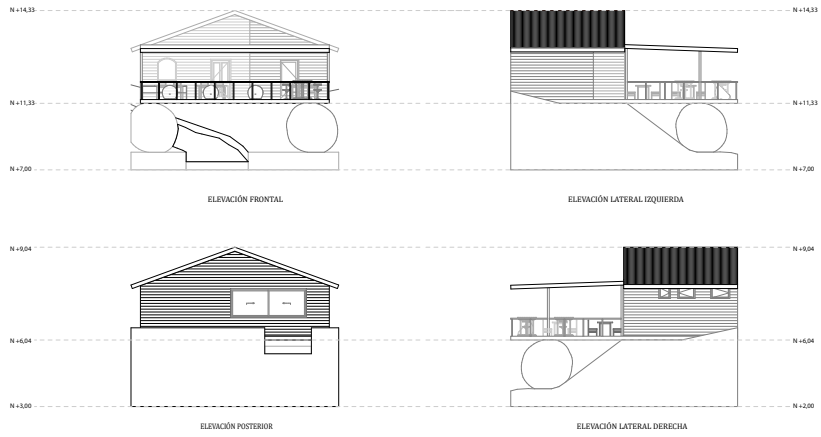 N +14,33
N +14,33
N +11,33
N +11,33
N +7,00
N +7,00
ELEVACIÓN FRONTAL
ELEVACIÓN LATERAL IZQUIERDA
N +9,04
N +9,04
N +6,04
N +6,04
N +3,00
N +2,00
ELEVACIÓN POSTERIOR
ELEVACIÓN LATERAL DERECHA